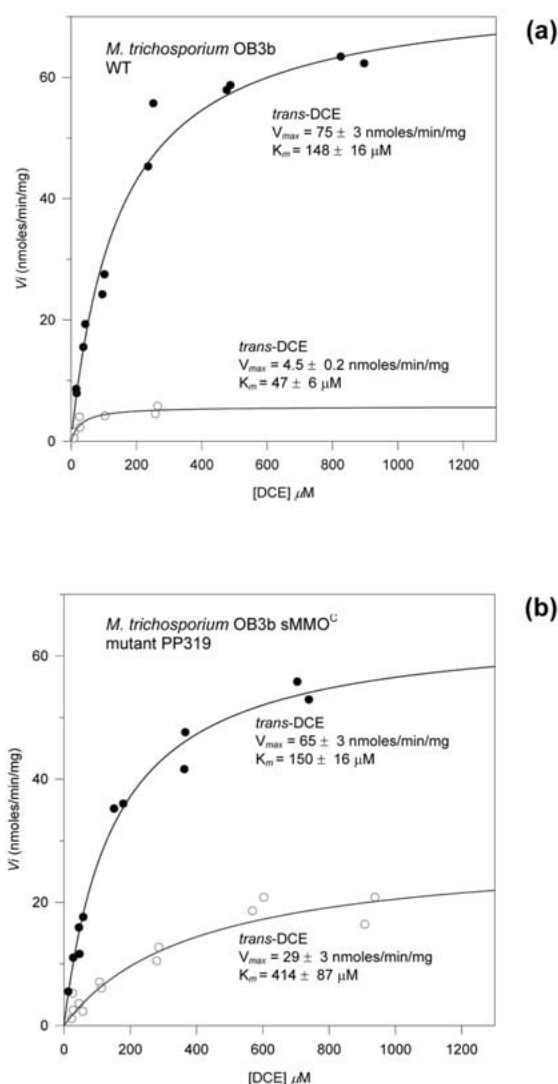 (a)
M. trichosporium OB3b
WT
trans-DCE
Vmax = 75 ± 3 nmoles/min/mg
Km = 148 ± 16 μM
trans-DCE
Vmax = 4.5 ± 0.2 nmoles/min/mg
Km = 47 ± 6 μM
Vi (nmoles/min/mg)
60
40
20
0
0 200 400 600 800 1000 1200
[DCE] μM
(b)
M. trichosporium OB3b sMMOᶜ
mutant PP319
trans-DCE
Vmax = 65 ± 3 nmoles/min/mg
Km = 150 ± 16 μM
trans-DCE
Vmax = 29 ± 3 nmoles/min/mg
Km = 414 ± 87 μM
Vi (nmoles/min/mg)
60
40
20
0
0 200 400 600 800 1000 1200
[DCE] μM